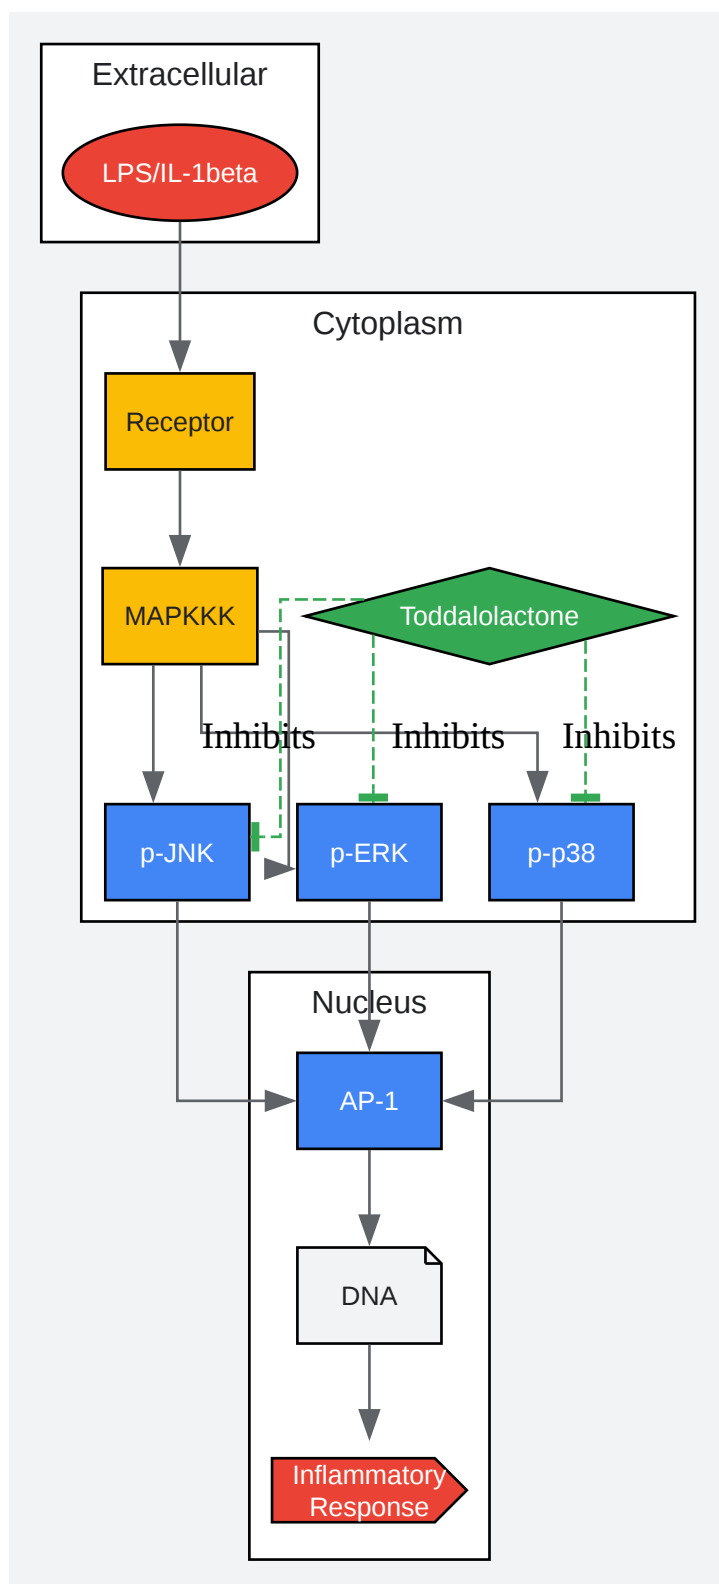 Extracellular
LPS/IL-1beta
Cytoplasm
Receptor
MAPKKK
Toddalolactone
Inhibits
Inhibits
Inhibits
p-JNK
p-ERK
p-p38
Nucleus
AP-1
DNA
Inflammatory
Response